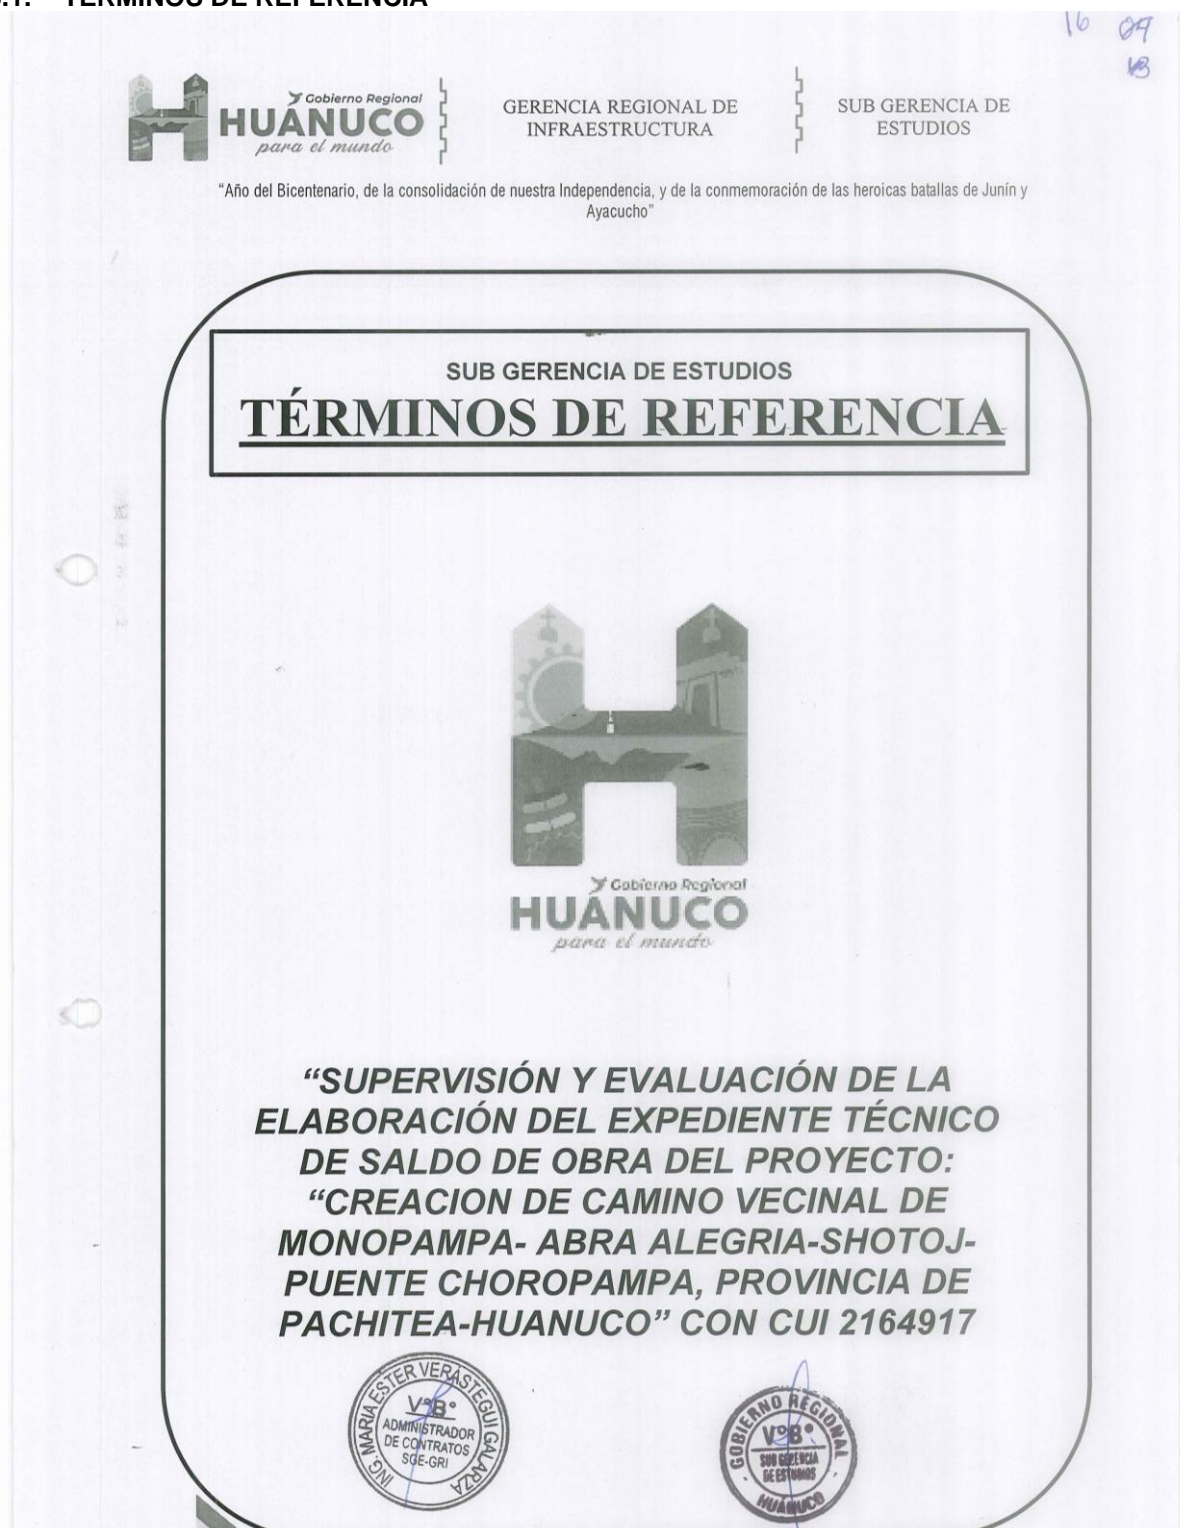 TÉRMINOS DE REFERENCIA
16 09
13
Gobierno Regional
HUÁNUCO
para el mundo
GERENCIA REGIONAL DE
INFRAESTRUCTURA
SUB GERENCIA DE
ESTUDIOS
“Año del Bicentenario, de la consolidación de nuestra Independencia, y de la conmemoración de las heroicas batallas de Junín y
Ayacucho”
SUB GERENCIA DE ESTUDIOS
TÉRMINOS DE REFERENCIA
Gobierno Regional
HUÁNUCO
para el mundo
“SUPERVISIÓN Y EVALUACIÓN DE LA
ELABORACIÓN DEL EXPEDIENTE TÉCNICO
DE SALDO DE OBRA DEL PROYECTO:
“CREACION DE CAMINO VECINAL DE
MONOPAMPA- ABRA ALEGRIA-SHOTOJ-
PUENTE CHOROPAMPA, PROVINCIA DE
PACHITEA-HUANUCO” CON CUI 2164917
ING. MARIA ESTER VERÁSTEGUI GALARZA
V°B°
ADMINISTRADOR
DE CONTRATOS
SGE-GRI
GOBIERNO REGIONAL
V°B°
SUB GERENCIA
DE ESTUDIOS
HUÁNUCO